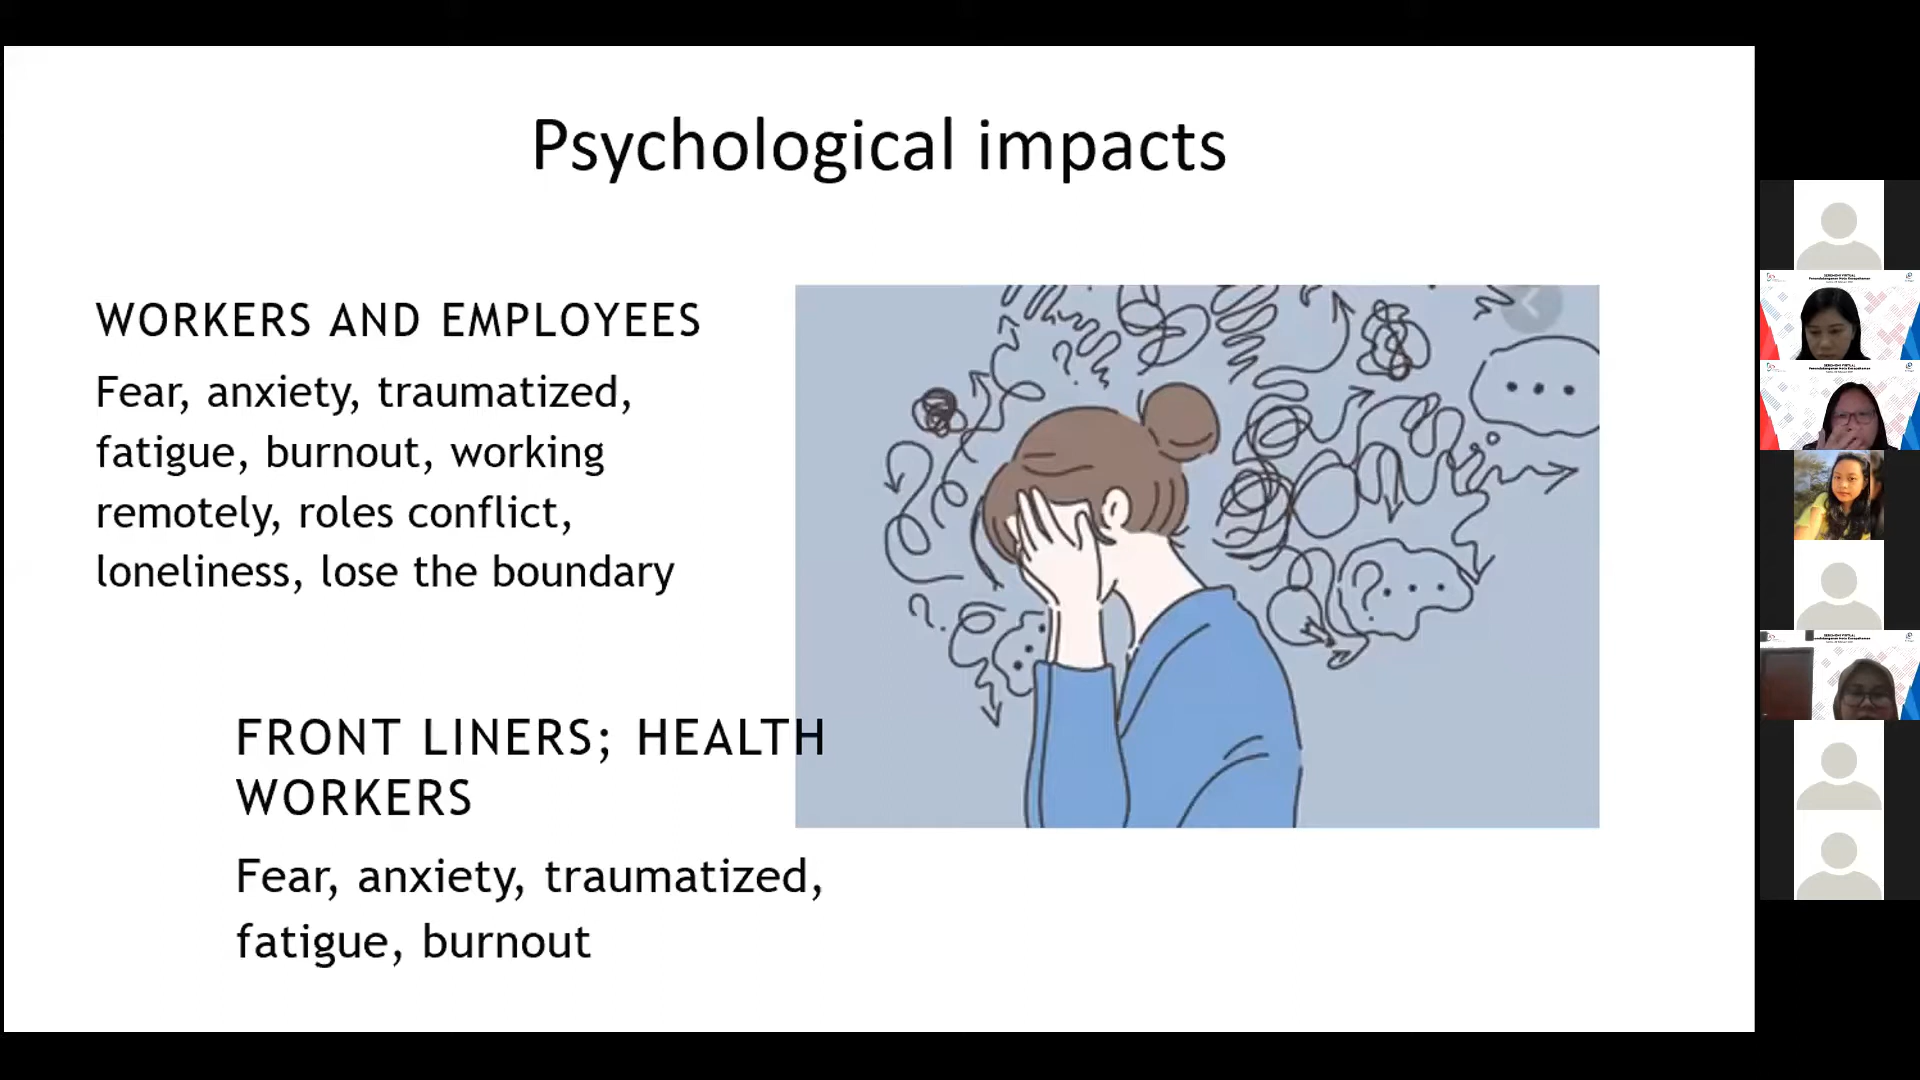 Psychological impacts
WORKERS AND EMPLOYEES
Fear, anxiety, traumatized,
fatigue, burnout, working
remotely, roles conflict,
loneliness, lose the boundary
FRONT LINERS; HEALTH
WORKERS
Fear, anxiety, traumatized,
fatigue, burnout